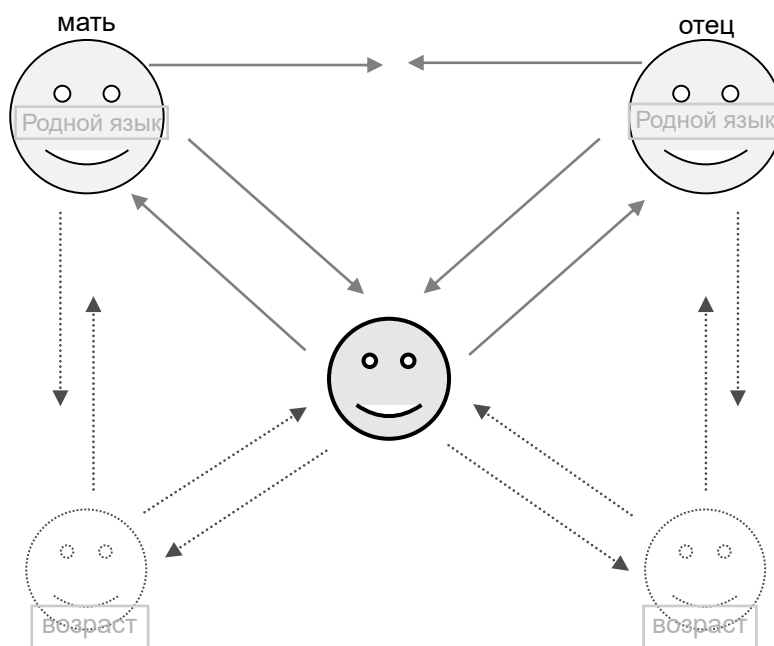 мать
отец
Родной язык
Родной язык
возраст
возраст